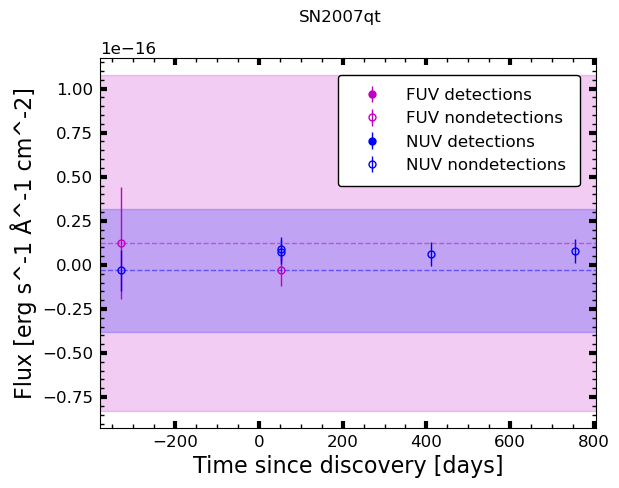 SN2007qt
1e−16
FUV detections
FUV nondetections
NUV detections
NUV nondetections
1.00
0.75
0.50
0.25
0.00
−0.25
−0.50
−0.75
Flux [erg s^-1 Å^-1 cm^-2]
−200 0 200 400 600 800
Time since discovery [days]